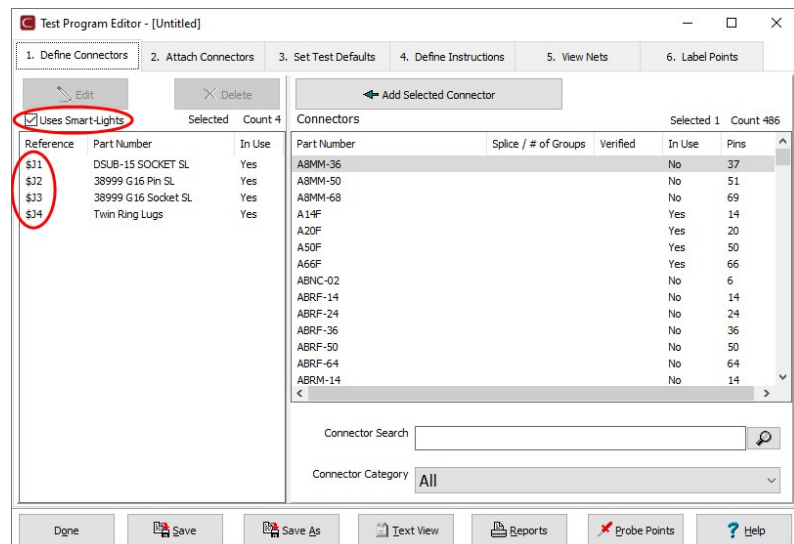 Test Program Editor - [Untitled]
1. Define Connectors 2. Attach Connectors 3. Set Test Defaults 4. Define Instructions 5. View Nets 6. Label Points
Edit Delete Add Selected Connector
Uses Smart-Lights Selected Count 4 Connectors Selected 1 Count 486
Reference Part Number In Use Part Number Splice / # of Groups Verified In Use Pins
$J1 DSUB-15 SOCKET SL Yes A8MM-36 No 37
$J2 38999 G16 Pin SL Yes A8MM-50 No 51
$J3 38999 G16 Socket SL Yes A8MM-68 No 69
$J4 Twin Ring Lugs Yes A14F Yes 14
A20F Yes 20
A50F Yes 50
A66F Yes 66
ABNC-02 No 6
ABRF-14 No 14
ABRF-24 No 24
ABRF-36 No 36
ABRF-50 No 50
ABRF-64 No 64
ABRM-14 No 14
Connector Search
Connector Category All
Done Save Save As Text View Reports Probe Points Help